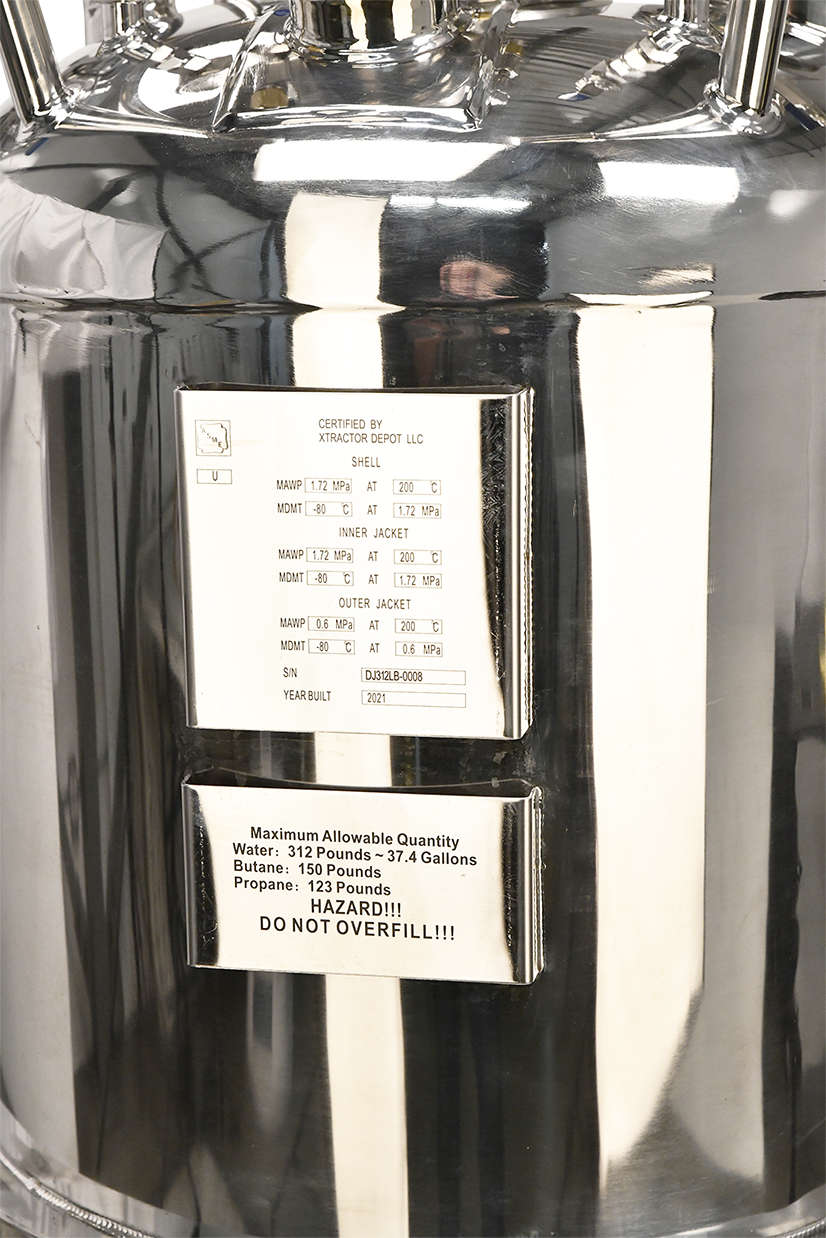 CERTIFIED BY
XTRACTOR DEPOT LLC
ASME
U
SHELL
MAWP 1.72 MPa AT 200 ℃
MDMT -80 ℃ AT 1.72 MPa
INNER JACKET
MAWP 1.72 MPa AT 200 ℃
MDMT -80 ℃ AT 1.72 MPa
OUTER JACKET
MAWP 0.6 MPa AT 200 ℃
MDMT -80 ℃ AT 0.6 MPa
S/N DJ312LB-0008
YEAR BUILT 2021
Maximum Allowable Quantity
Water: 312 Pounds ~ 37.4 Gallons
Butane: 150 Pounds
Propane: 123 Pounds
HAZARD!!!
DO NOT OVERFILL!!!